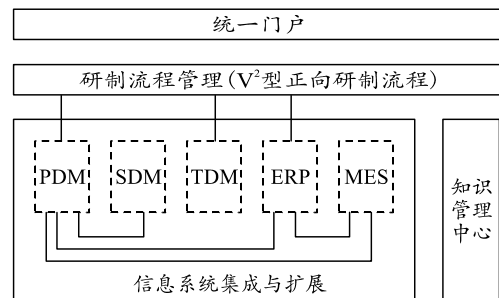 统一门户
研制流程管理(V²型正向研制流程)
PDM SDM TDM ERP MES
信息系统集成与扩展
知识
管理
中心